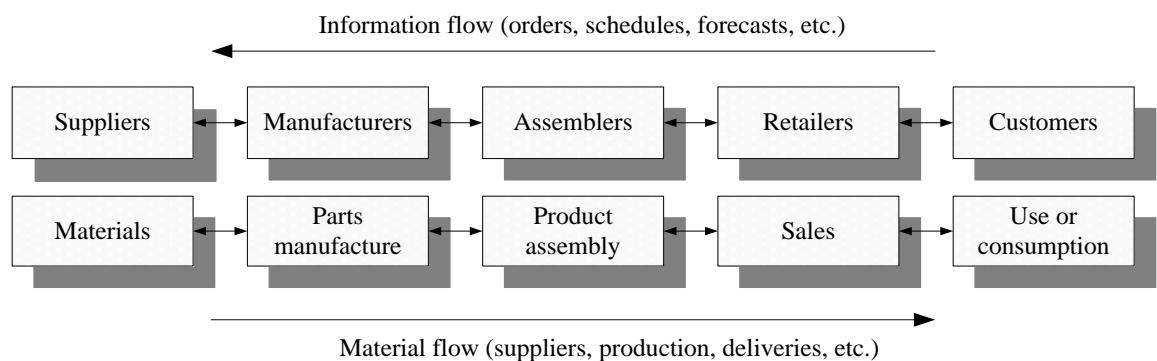 Information flow (orders, schedules, forecasts, etc.)
Suppliers
Manufacturers
Assemblers
Retailers
Customers
Materials
Parts
manufacture
Product
assembly
Sales
Use or
consumption
Material flow (suppliers, production, deliveries, etc.)